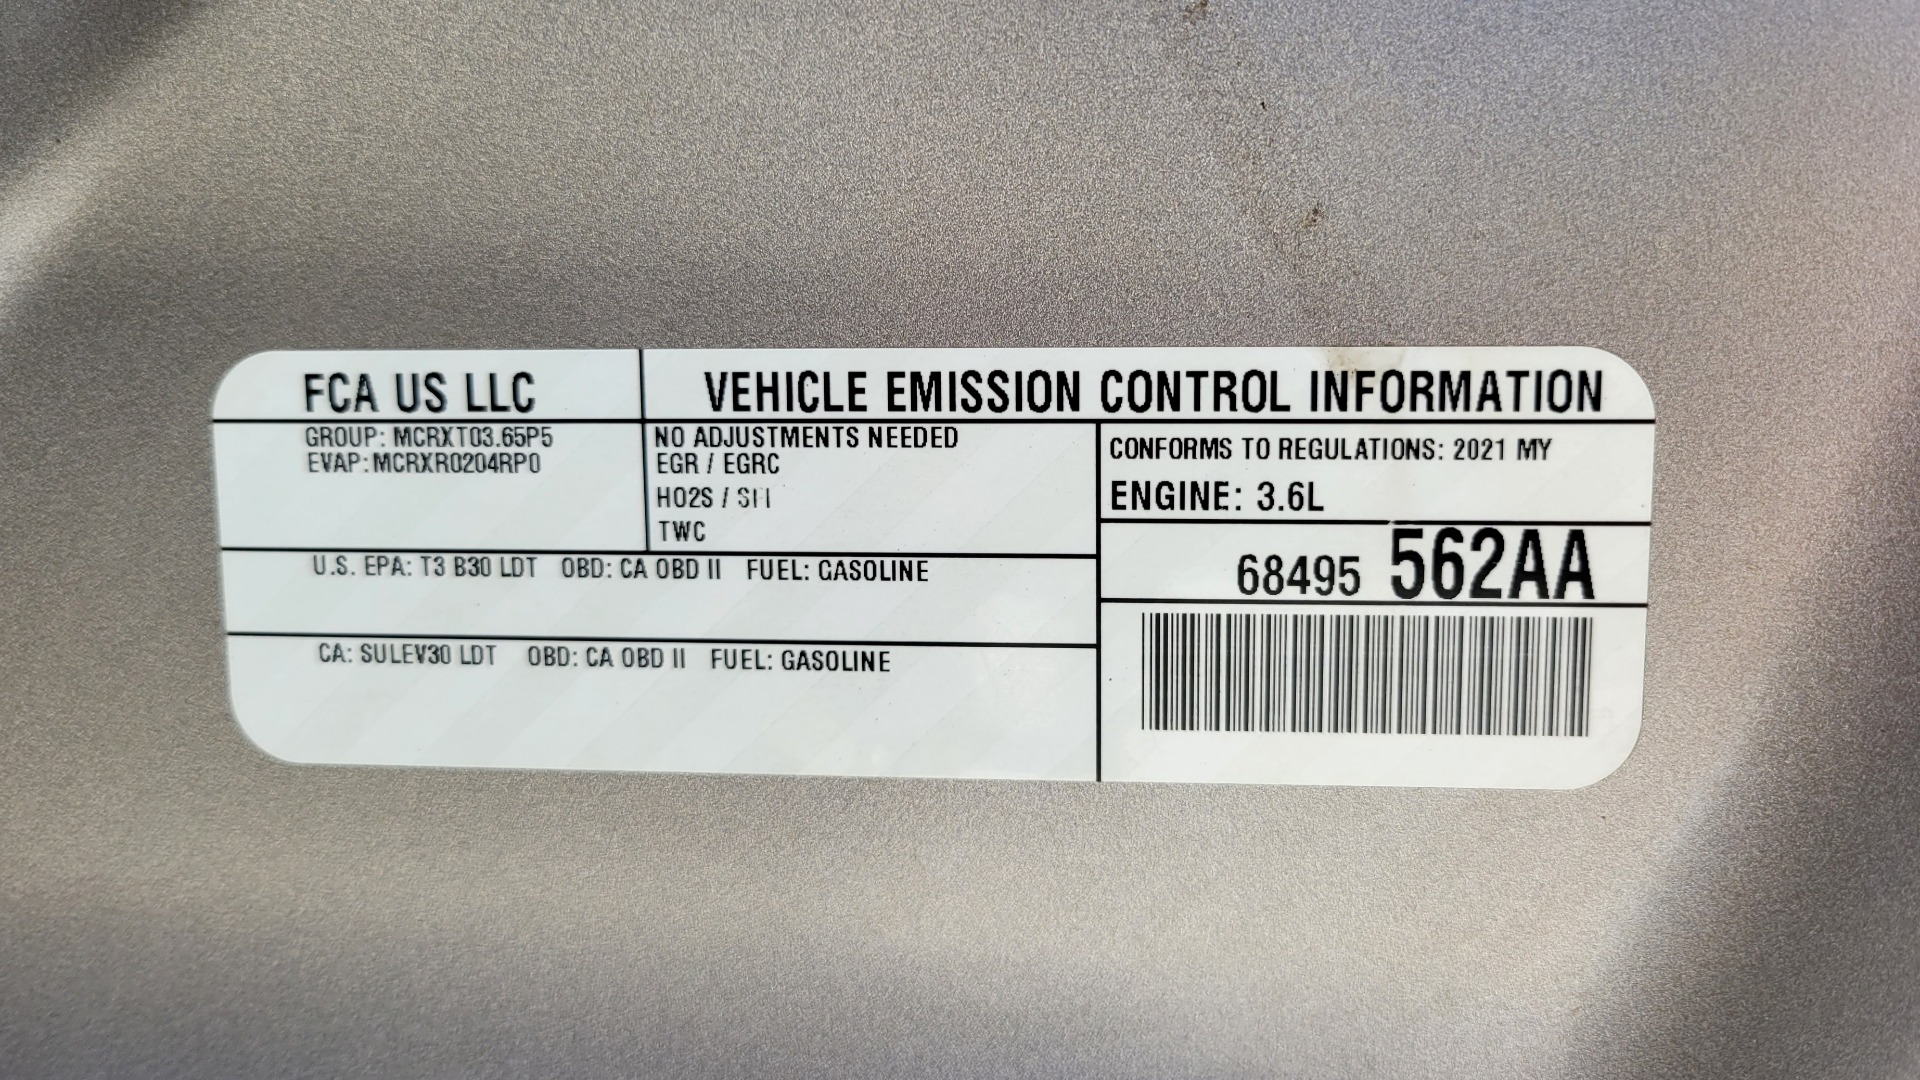 FCA US LLC
VEHICLE EMISSION CONTROL INFORMATION
GROUP: MCRXT03.65P5
EVAP: MCRXR0204RP0
NO ADJUSTMENTS NEEDED
EGR / EGRC
HO2S / SFI
TWC
CONFORMS TO REGULATIONS: 2021 MY
ENGINE: 3.6L
68495 562AA
U.S. EPA: T3 B30 LDT OBD: CA OBD II FUEL: GASOLINE
CA: SULEV30 LDT OBD: CA OBD II FUEL: GASOLINE